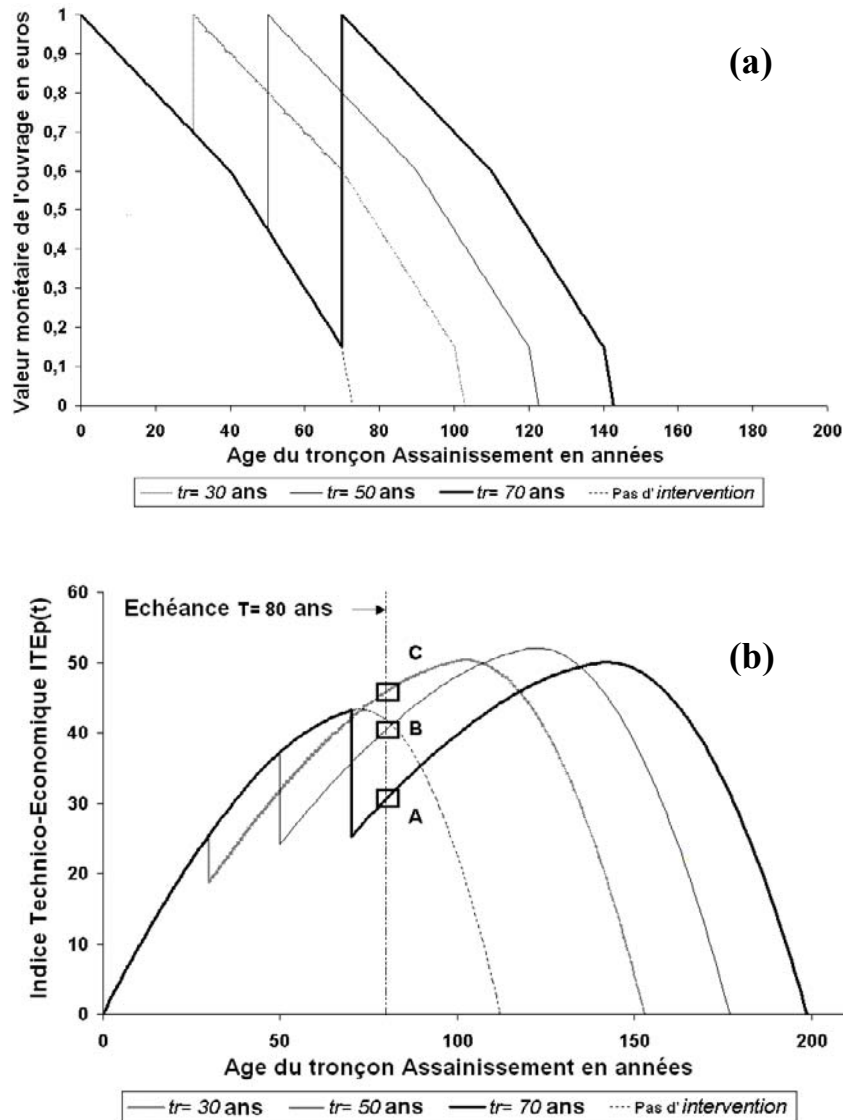 Valeur monétaire de l'ouvrage en euros
1
0,9
0,8
0,7
0,6
0,5
0,4
0,3
0,2
0,1
0
(a)
0 20 40 60 80 100 120 140 160 180 200
Age du tronçon Assainissement en années
tr= 30 ans tr= 50 ans tr= 70 ans Pas d' intervention
Indice Technico-Economique ITEp(t)
60
50
40
30
20
10
0
Echéance T= 80 ans
(b)
C
B
A
0 50 100 150 200
Age du tronçon Assainissement en années
tr= 30 ans tr= 50 ans tr= 70 ans Pas d' intervention